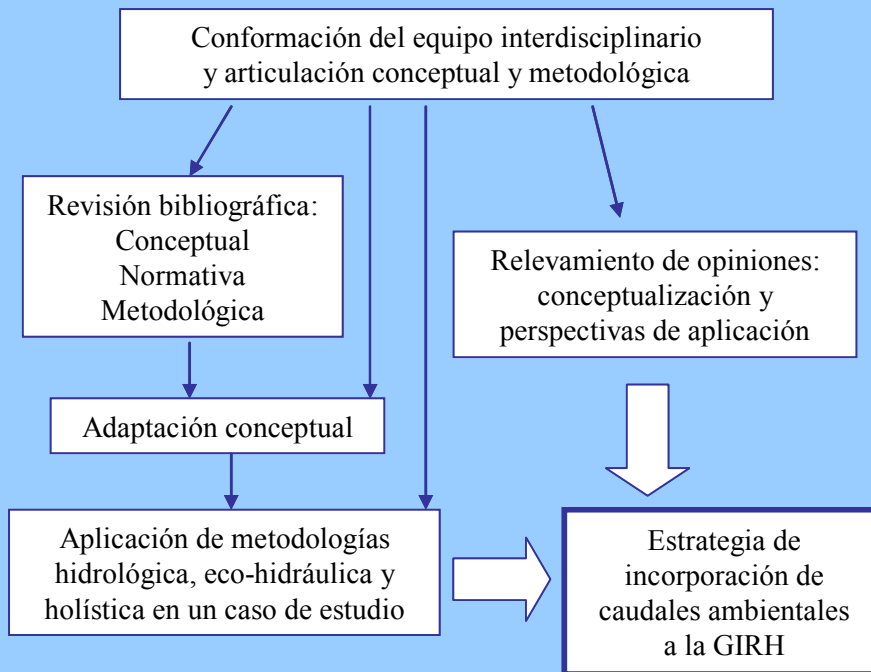 Conformación del equipo interdisciplinario
y articulación conceptual y metodológica
Revisión bibliográfica:
Conceptual
Normativa
Metodológica
Relevamiento de opiniones:
conceptualización y
perspectivas de aplicación
Adaptación conceptual
Aplicación de metodologías
hidrológica, eco-hidráulica y
holística en un caso de estudio
Estrategia de
incorporación de
caudales ambientales
a la GIRH